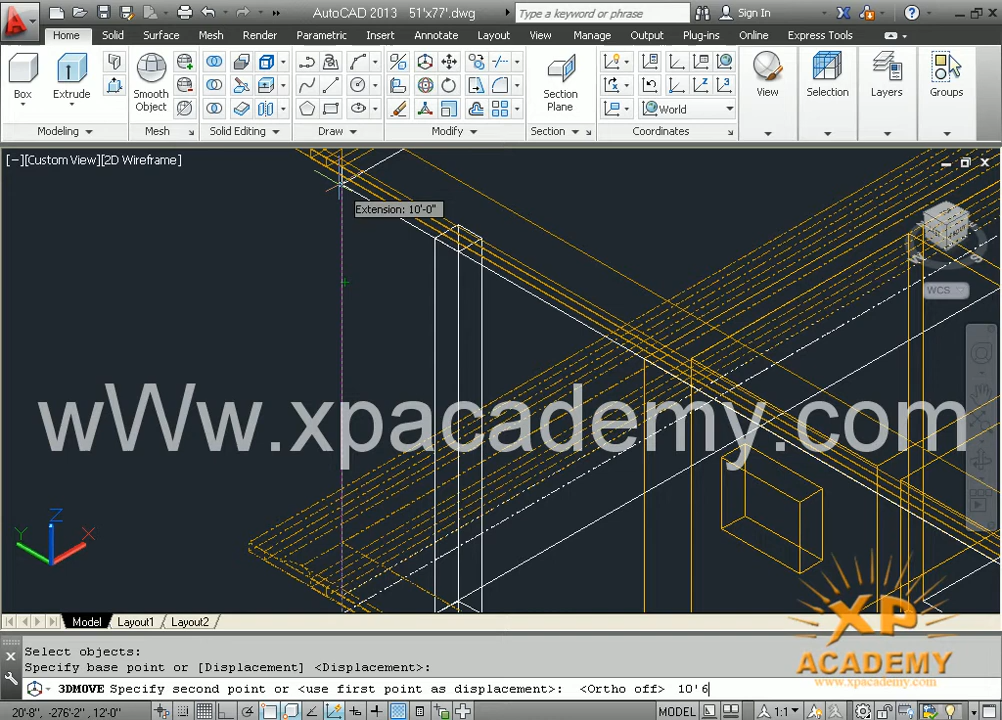 AutoCAD 2013   51'x77'.dwg
Type a keyword or phrase
Sign In
Home Solid Surface Mesh Render Parametric Insert Annotate Layout View Manage Output Plug-ins Online Express Tools
Box
Extrude
Smooth Object
Section Plane
World
View
Selection
Layers
Groups
Modeling
Mesh
Solid Editing
Draw
Modify
Section
Coordinates
[−][Custom View][2D Wireframe]
Extension: 10'-0"
W
S
WCS
wWw.xpacademy.com
Z
Y
X
XP
ACADEMY
www.xpacademy.com
Model Layout1 Layout2
Select objects:
Specify base point or [Displacement] <Displacement>:
3DMOVE Specify second point or <use first point as displacement>:  <Ortho off>  10'6
20'-8", -276'-2", 12'-0"
MODEL
1:1